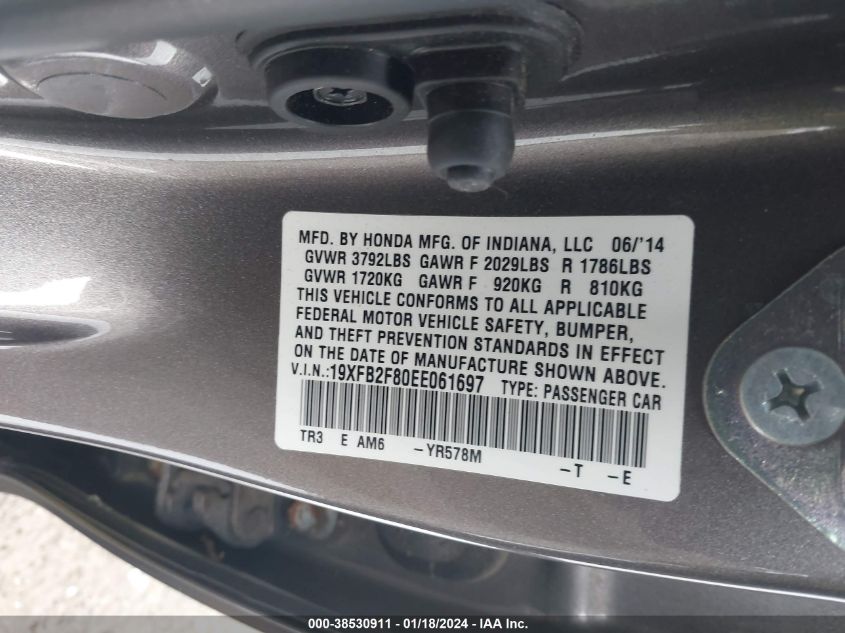 MFD. BY HONDA MFG. OF INDIANA, LLC 06/'14
GVWR 3792LBS GAWR F 2029LBS R 1786LBS
GVWR 1720KG GAWR F 920KG R 810KG
THIS VEHICLE CONFORMS TO ALL APPLICABLE
FEDERAL MOTOR VEHICLE SAFETY, BUMPER,
AND THEFT PREVENTION STANDARDS IN EFFECT
ON THE DATE OF MANUFACTURE SHOWN ABOVE.
V.I.N.:19XFB2F80EE061697 TYPE: PASSENGER CAR
TR3 E AM6 -YR578M -T -E
000-38530911 - 01/18/2024 - IAA Inc.